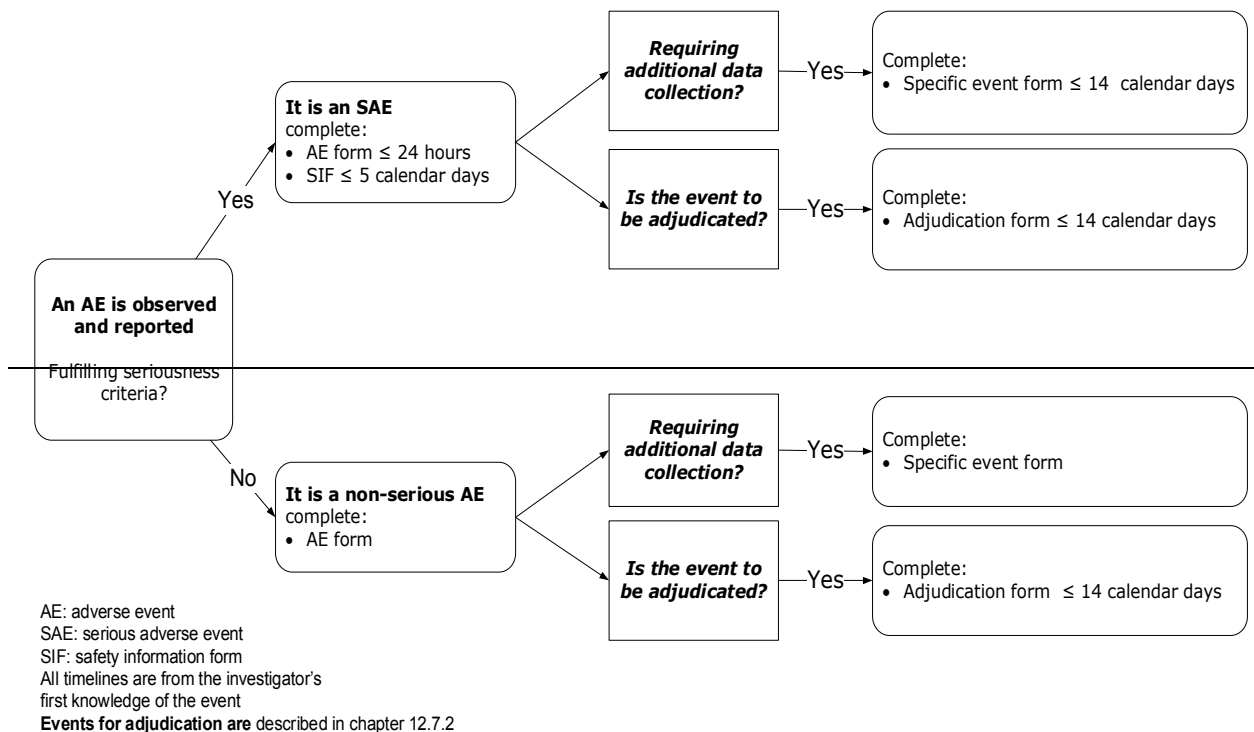 Requiring
additional data
collection?
Yes
Complete:
• Specific event form ≤ 14 calendar days
It is an SAE
complete:
• AE form ≤ 24 hours
• SIF ≤ 5 calendar days
Yes
Is the event to
be adjudicated?
Yes
Complete:
• Adjudication form ≤ 14 calendar days
An AE is observed
and reported
Fulfilling seriousness
criteria?
No
It is a non-serious AE
complete:
• AE form
Requiring
additional data
collection?
Yes
Complete:
• Specific event form
Is the event to
be adjudicated?
Yes
Complete:
• Adjudication form ≤ 14 calendar days
AE: adverse event
SAE: serious adverse event
SIF: safety information form
All timelines are from the investigator's
first knowledge of the event
Events for adjudication are described in chapter 12.7.2